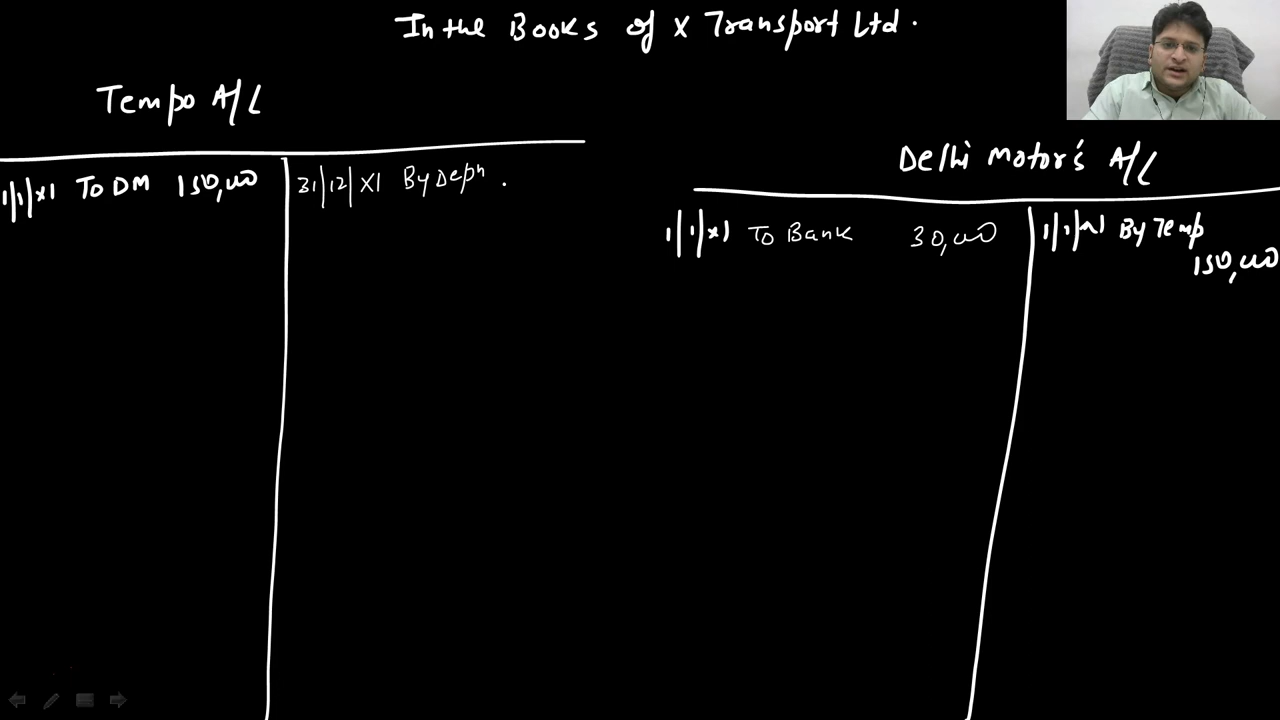 In the Books of X Transport Ltd.
Tempo A/c
1/1/x1 To DM 150,000
31/12/X1 By Deph.
Delhi Motor's A/c
1/1/x1 To Bank 30,000
1/1/x1 By Temp
150,000